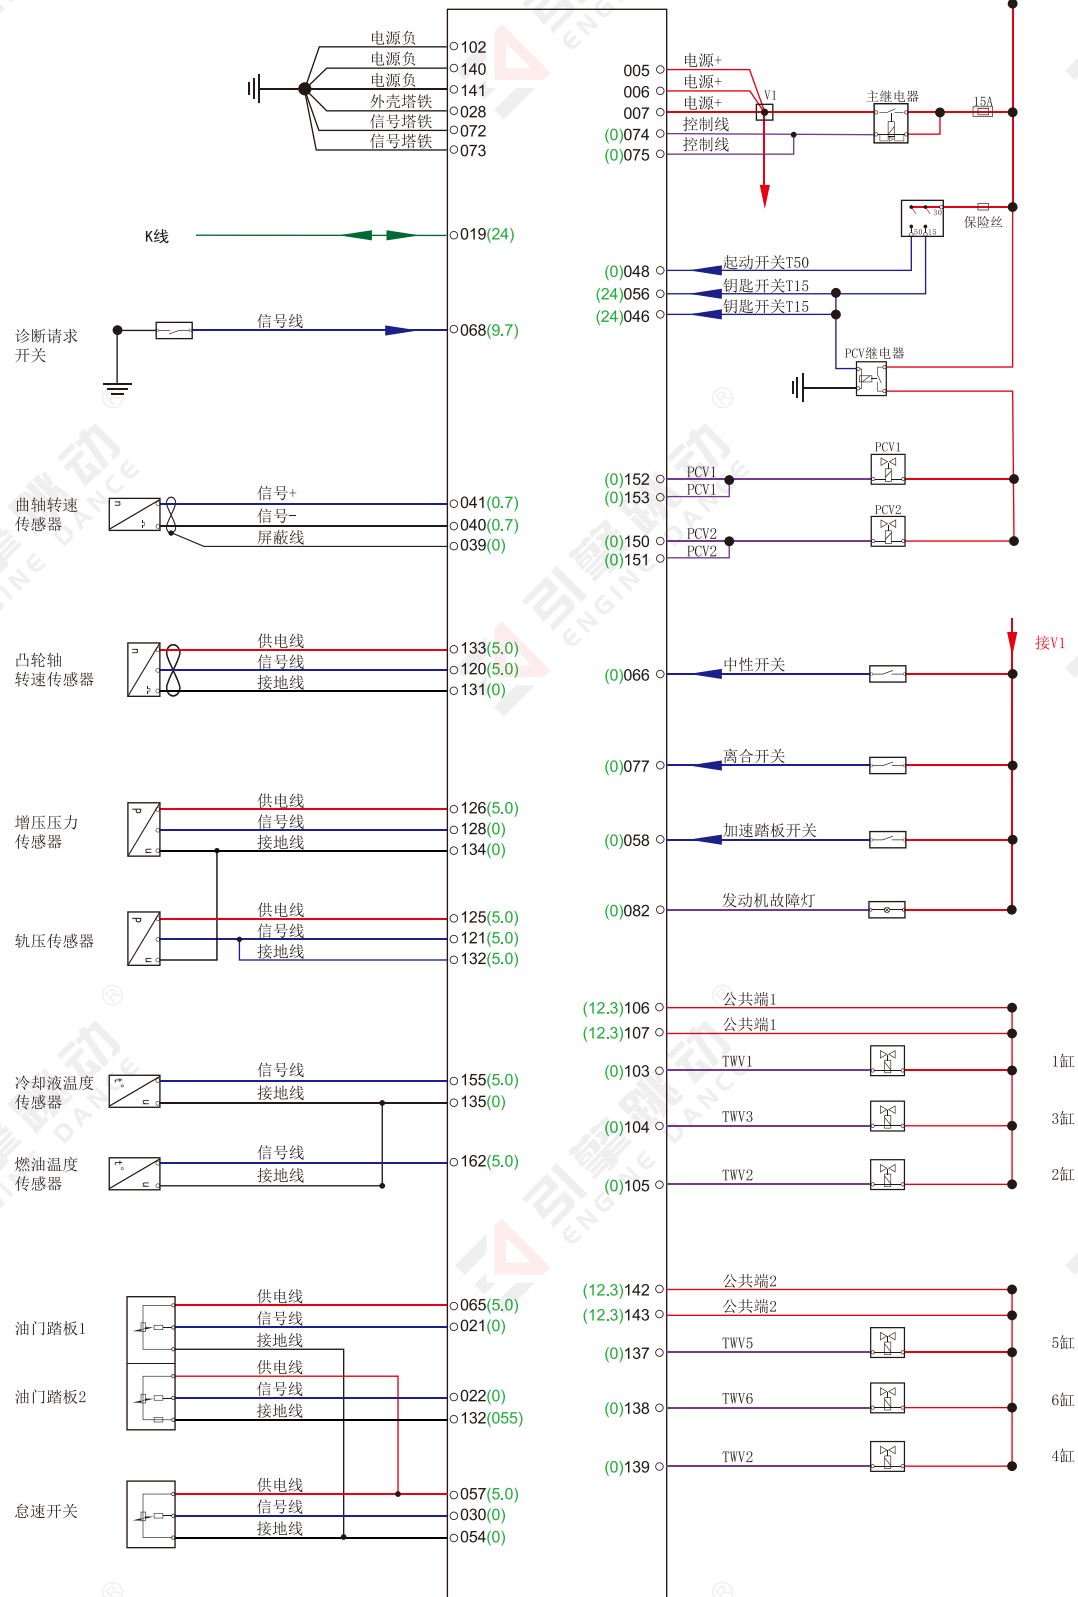 电源负
102
电源负
140
电源负
141
外壳塔铁
028
信号塔铁
072
信号塔铁
073
K线
019(24)
信号线
068(9.7)
诊断请求
开关
曲轴转速
传感器
n
信号+
041(0.7)
信号−
040(0.7)
屏蔽线
039(0)
凸轮轴
转速传感器
n
供电线
133(5.0)
信号线
120(5.0)
接地线
131(0)
增压压力
传感器
P
u
供电线
126(5.0)
信号线
128(0)
接地线
134(0)
轨压传感器
P
u
供电线
125(5.0)
信号线
121(5.0)
接地线
132(5.0)
冷却液温度
传感器
t°
u
信号线
155(5.0)
接地线
135(0)
燃油温度
传感器
t°
u
信号线
162(5.0)
接地线
油门踏板1
供电线
065(5.0)
信号线
021(0)
接地线
油门踏板2
供电线
信号线
022(0)
接地线
132(055)
怠速开关
供电线
057(5.0)
信号线
030(0)
接地线
054(0)
005
电源+
006
电源+
007
电源+
V1
主继电器
15A
(0)074
控制线
(0)075
控制线
30
50
15
保险丝
(0)048
起动开关T50
(24)056
钥匙开关T15
(24)046
钥匙开关T15
PCV继电器
(0)152
PCV1
PCV1
(0)153
PCV1
(0)150
PCV2
PCV2
(0)151
PCV2
接V1
(0)066
中性开关
(0)077
离合开关
(0)058
加速踏板开关
(0)082
发动机故障灯
(12.3)106
公共端1
(12.3)107
公共端1
(0)103
TWV1
1缸
(0)104
TWV3
3缸
(0)105
TWV2
2缸
(12.3)142
公共端2
(12.3)143
公共端2
(0)137
TWV5
5缸
(0)138
TWV6
6缸
(0)139
TWV2
4缸
引擎跳动
ENGINE DANCE
®